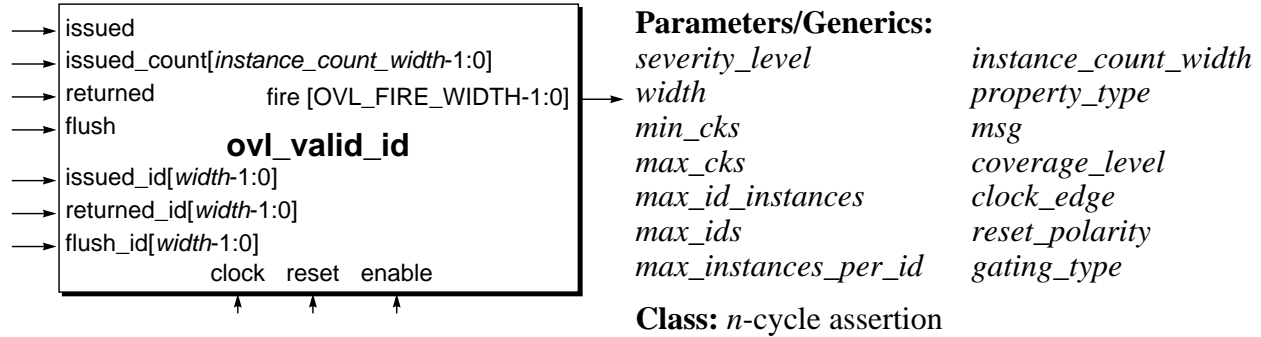 issued
issued_count[instance_count_width-1:0]
returned
fire [OVL_FIRE_WIDTH-1:0]
flush
ovl_valid_id
issued_id[width-1:0]
returned_id[width-1:0]
flush_id[width-1:0]
clock reset enable
Parameters/Generics:
severity_level instance_count_width
width property_type
min_cks msg
max_cks coverage_level
max_id_instances clock_edge
max_ids reset_polarity
max_instances_per_id gating_type
Class: n-cycle assertion